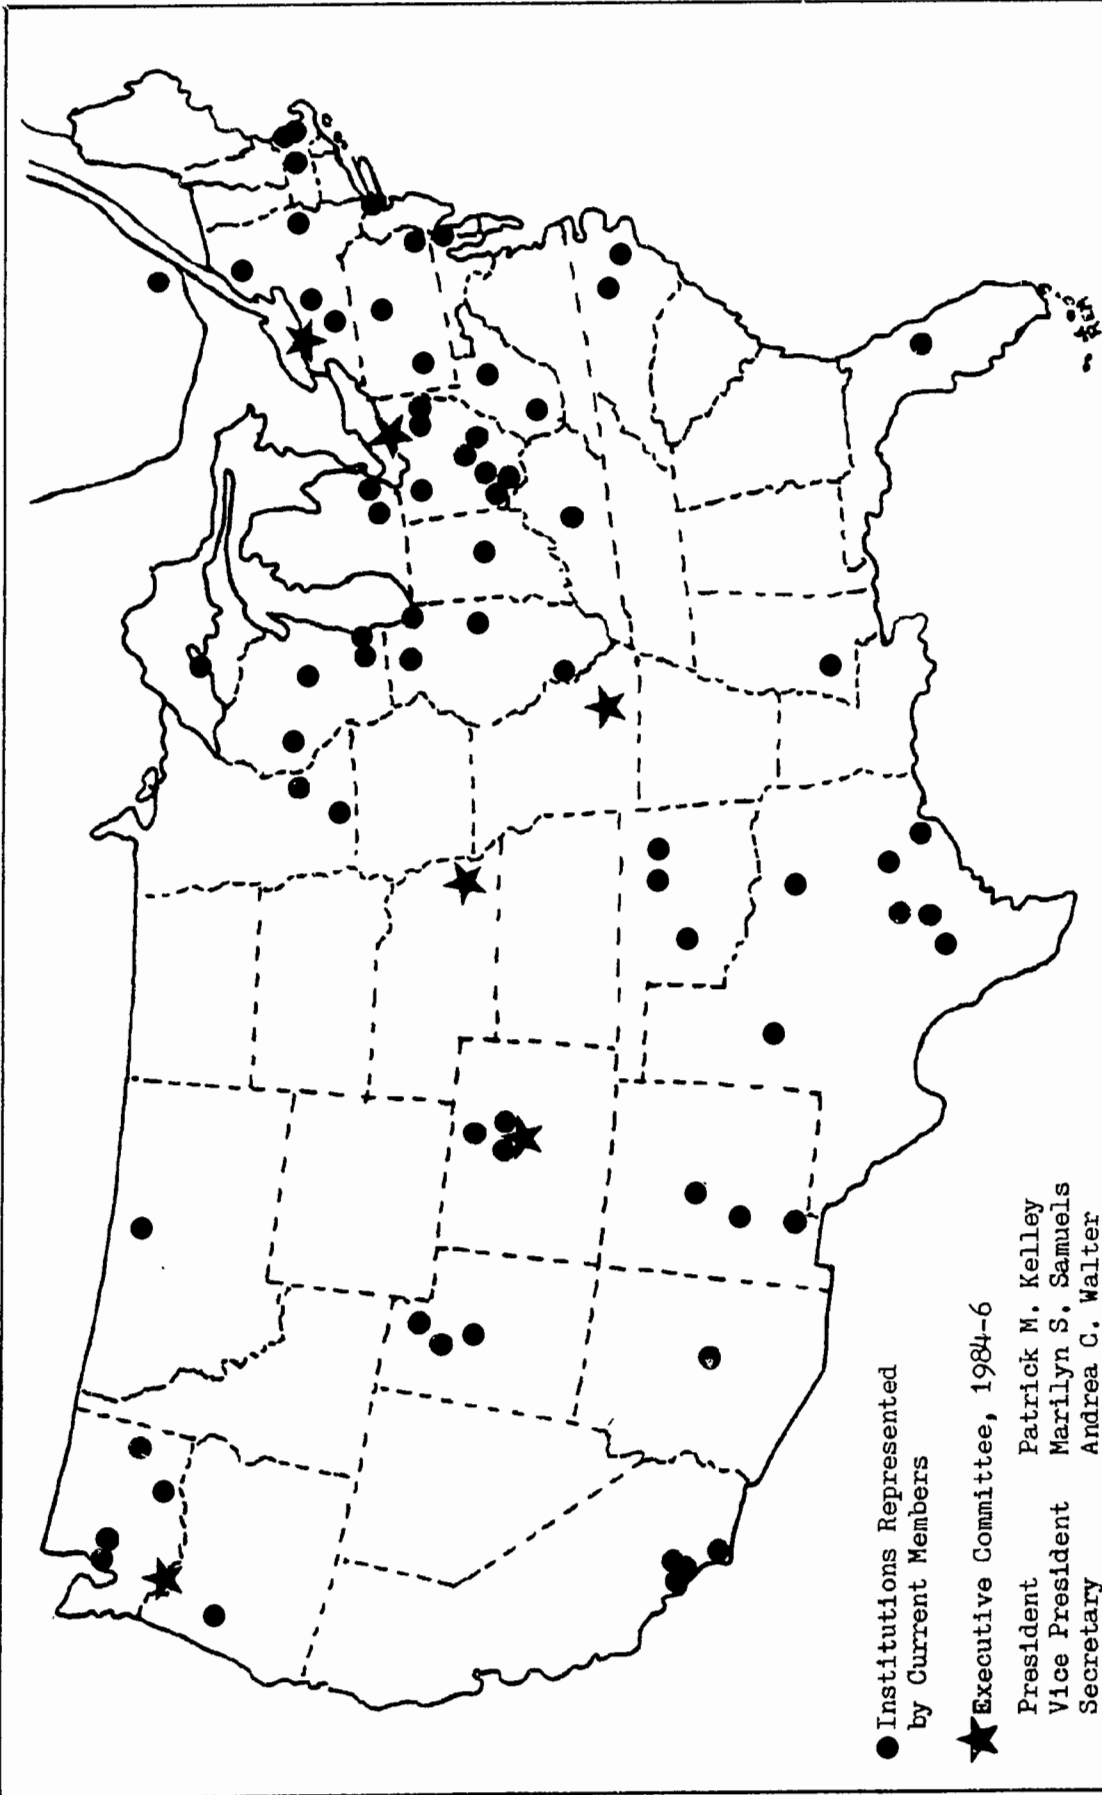 ● Institutions Represented
by Current Members
★ Executive Committee, 1984-6
President Patrick M. Kelley
Vice President Marilyn S. Samuels
Secretary Andrea C. Walter